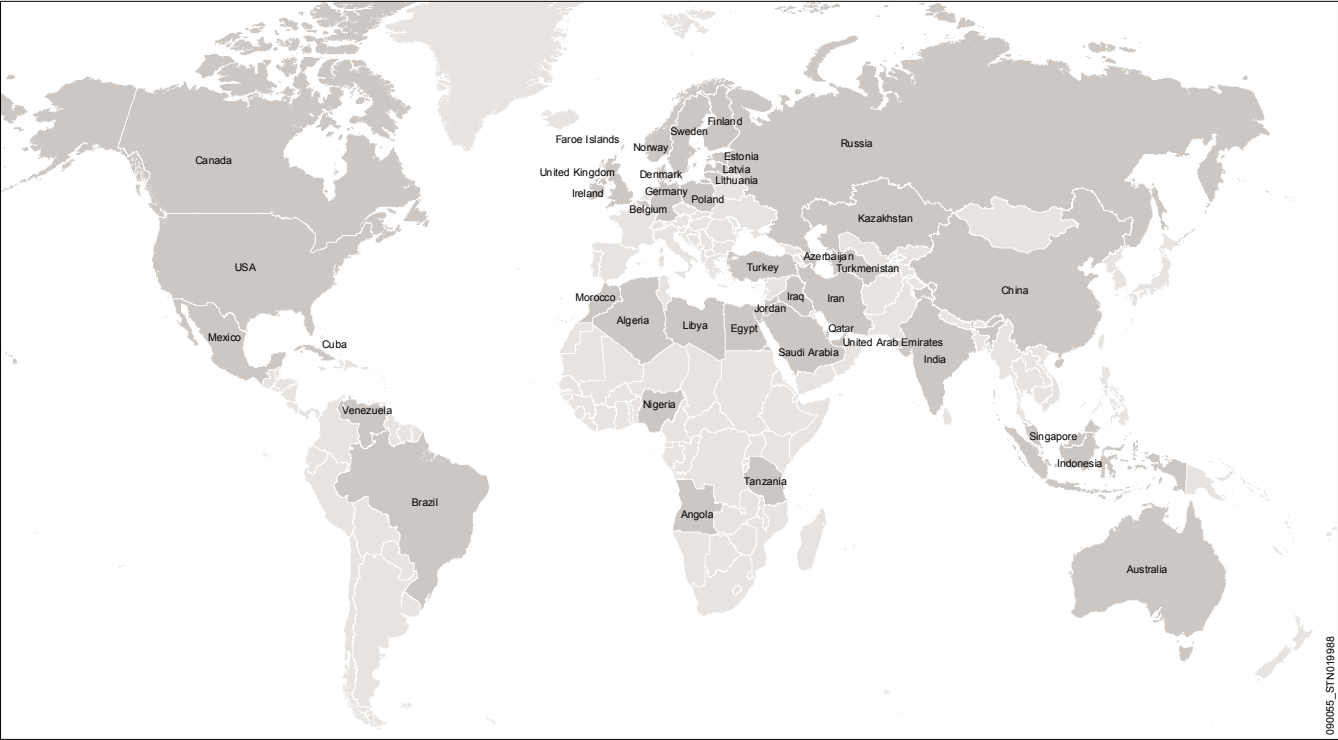 Finland
Sweden
Faroe Islands
Norway
Russia
Estonia
Canada
Latvia
United Kingdom
Denmark
Lithuania
Ireland
Germany
Poland
Belgium
Kazakhstan
Azerbaijan
USA
Turkey
Turkmenistan
China
Morocco
Iraq
Iran
Jordan
Algeria
Libya
Egypt
Qatar
Mexico
Cuba
United Arab Emirates
Saudi Arabia
India
Nigeria
Venezuela
Singapore
Indonesia
Tanzania
Brazil
Angola
Australia
090055_STN019988